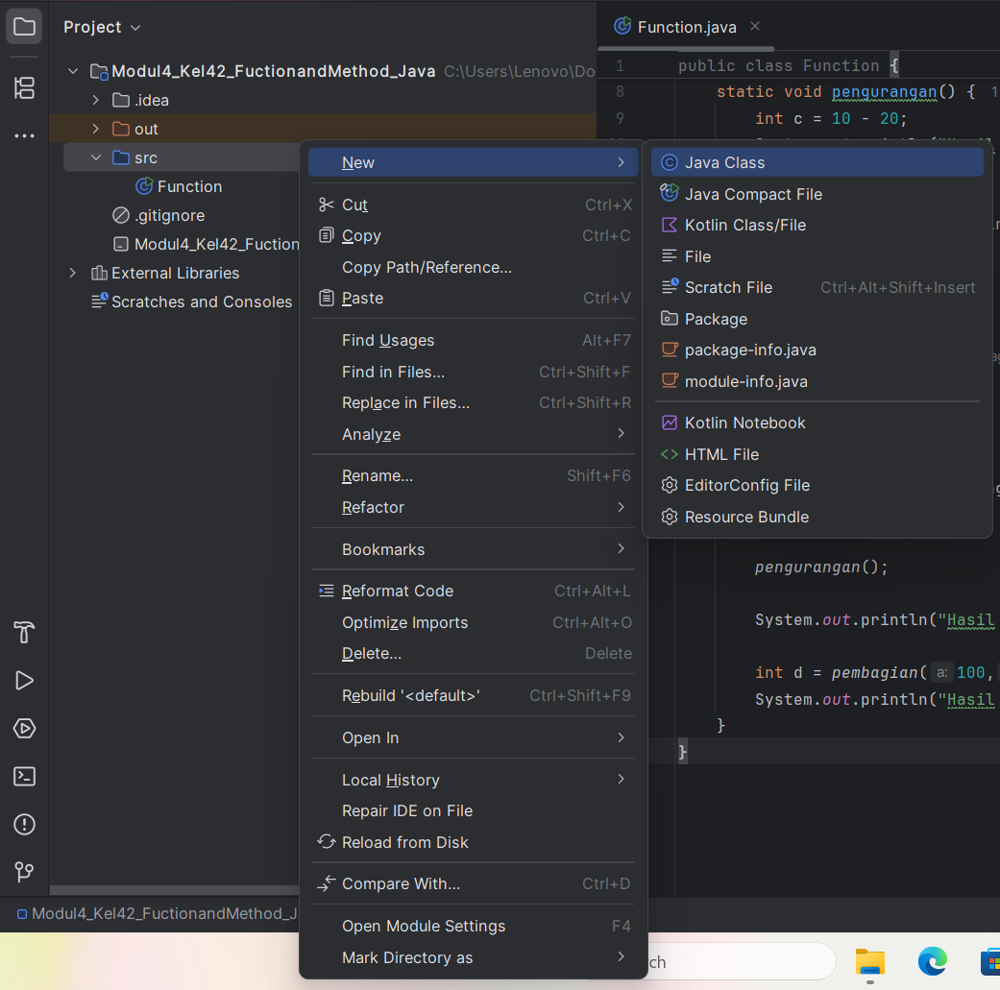 Project
Modul4_Kel42_FuctionandMethod_Java C:\Users\Lenovo\Do
.idea
out
src
Function
.gitignore
Modul4_Kel42_Fuction
External Libraries
Scratches and Consoles
Function.java
1 public class Function {
8 static void pengurangan() {
9 int c = 10 - 20;
New
Cut Ctrl+X
Copy Ctrl+C
Copy Path/Reference...
Paste Ctrl+V
Find Usages Alt+F7
Find in Files... Ctrl+Shift+F
Replace in Files... Ctrl+Shift+R
Analyze
Rename... Shift+F6
Refactor
Bookmarks
Reformat Code Ctrl+Alt+L
Optimize Imports Ctrl+Alt+O
Delete... Delete
Rebuild '<default>' Ctrl+Shift+F9
Open In
Local History
Repair IDE on File
Reload from Disk
Compare With... Ctrl+D
Open Module Settings F4
Mark Directory as
Java Class
Java Compact File
Kotlin Class/File
File
Scratch File Ctrl+Alt+Shift+Insert
Package
package-info.java
module-info.java
Kotlin Notebook
HTML File
EditorConfig File
Resource Bundle
pengurangan();
System.out.println("Hasil
int d = pembagian( a: 100,
System.out.println("Hasil
}
}
Modul4_Kel42_FuctionandMethod_J
ch